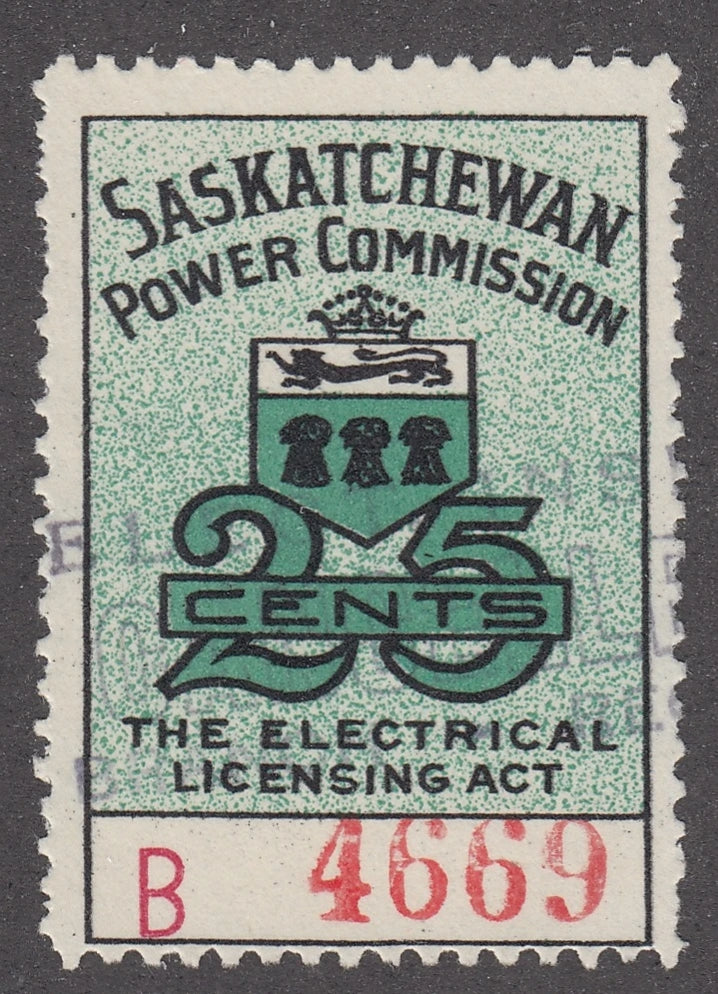 SASKATCHEWAN
POWER COMMISSION
25
CENTS
THE ELECTRICAL
LICENSING ACT
B 4669